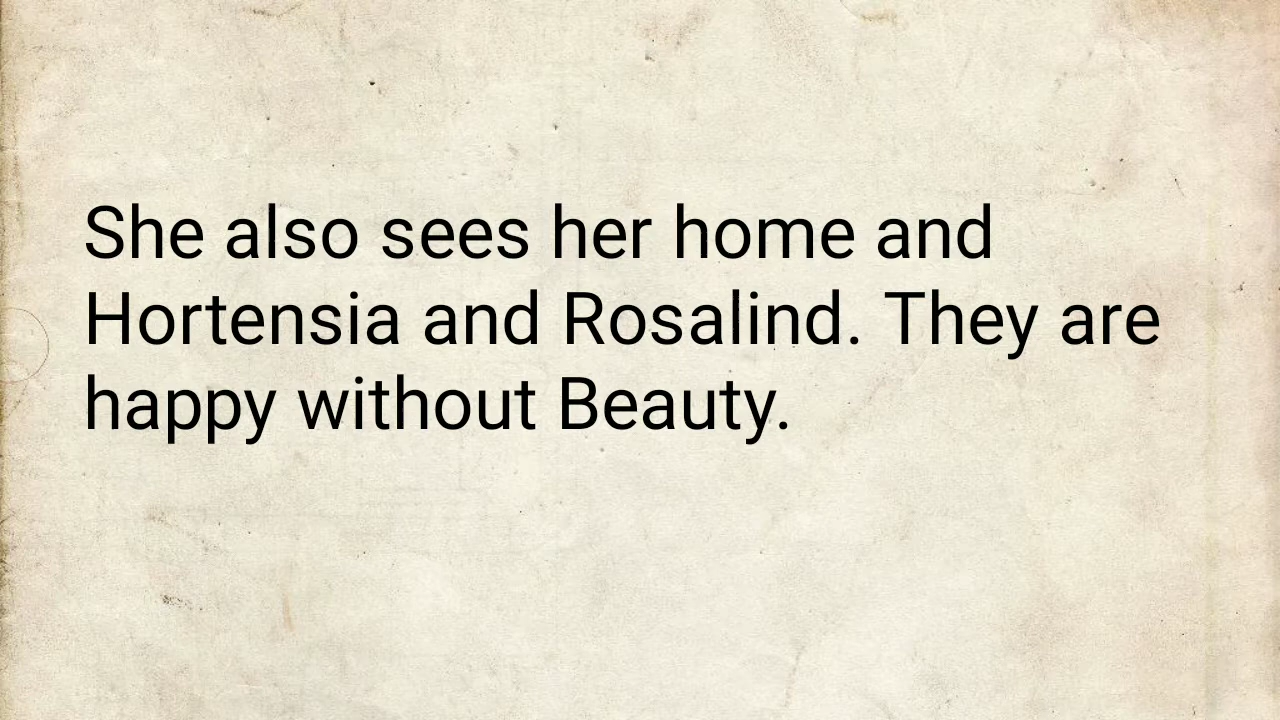 She also sees her home and
Hortensia and Rosalind. They are
happy without Beauty.